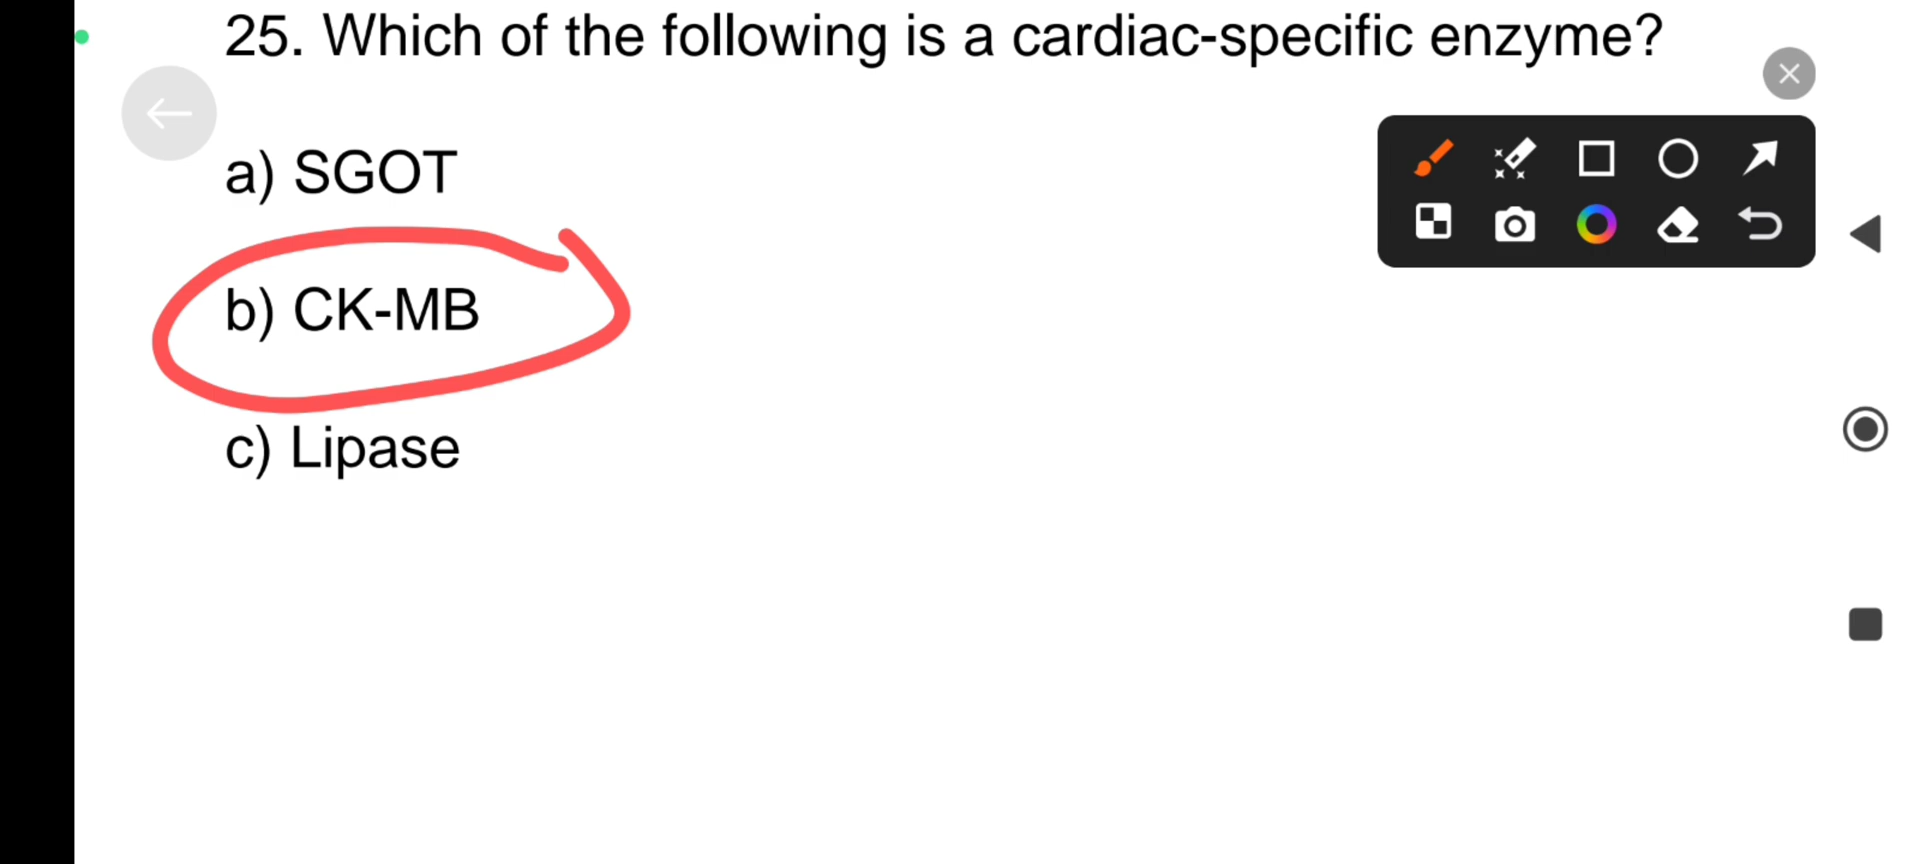 25. Which of the following is a cardiac-specific enzyme?
a) SGOT
b) CK-MB
c) Lipase